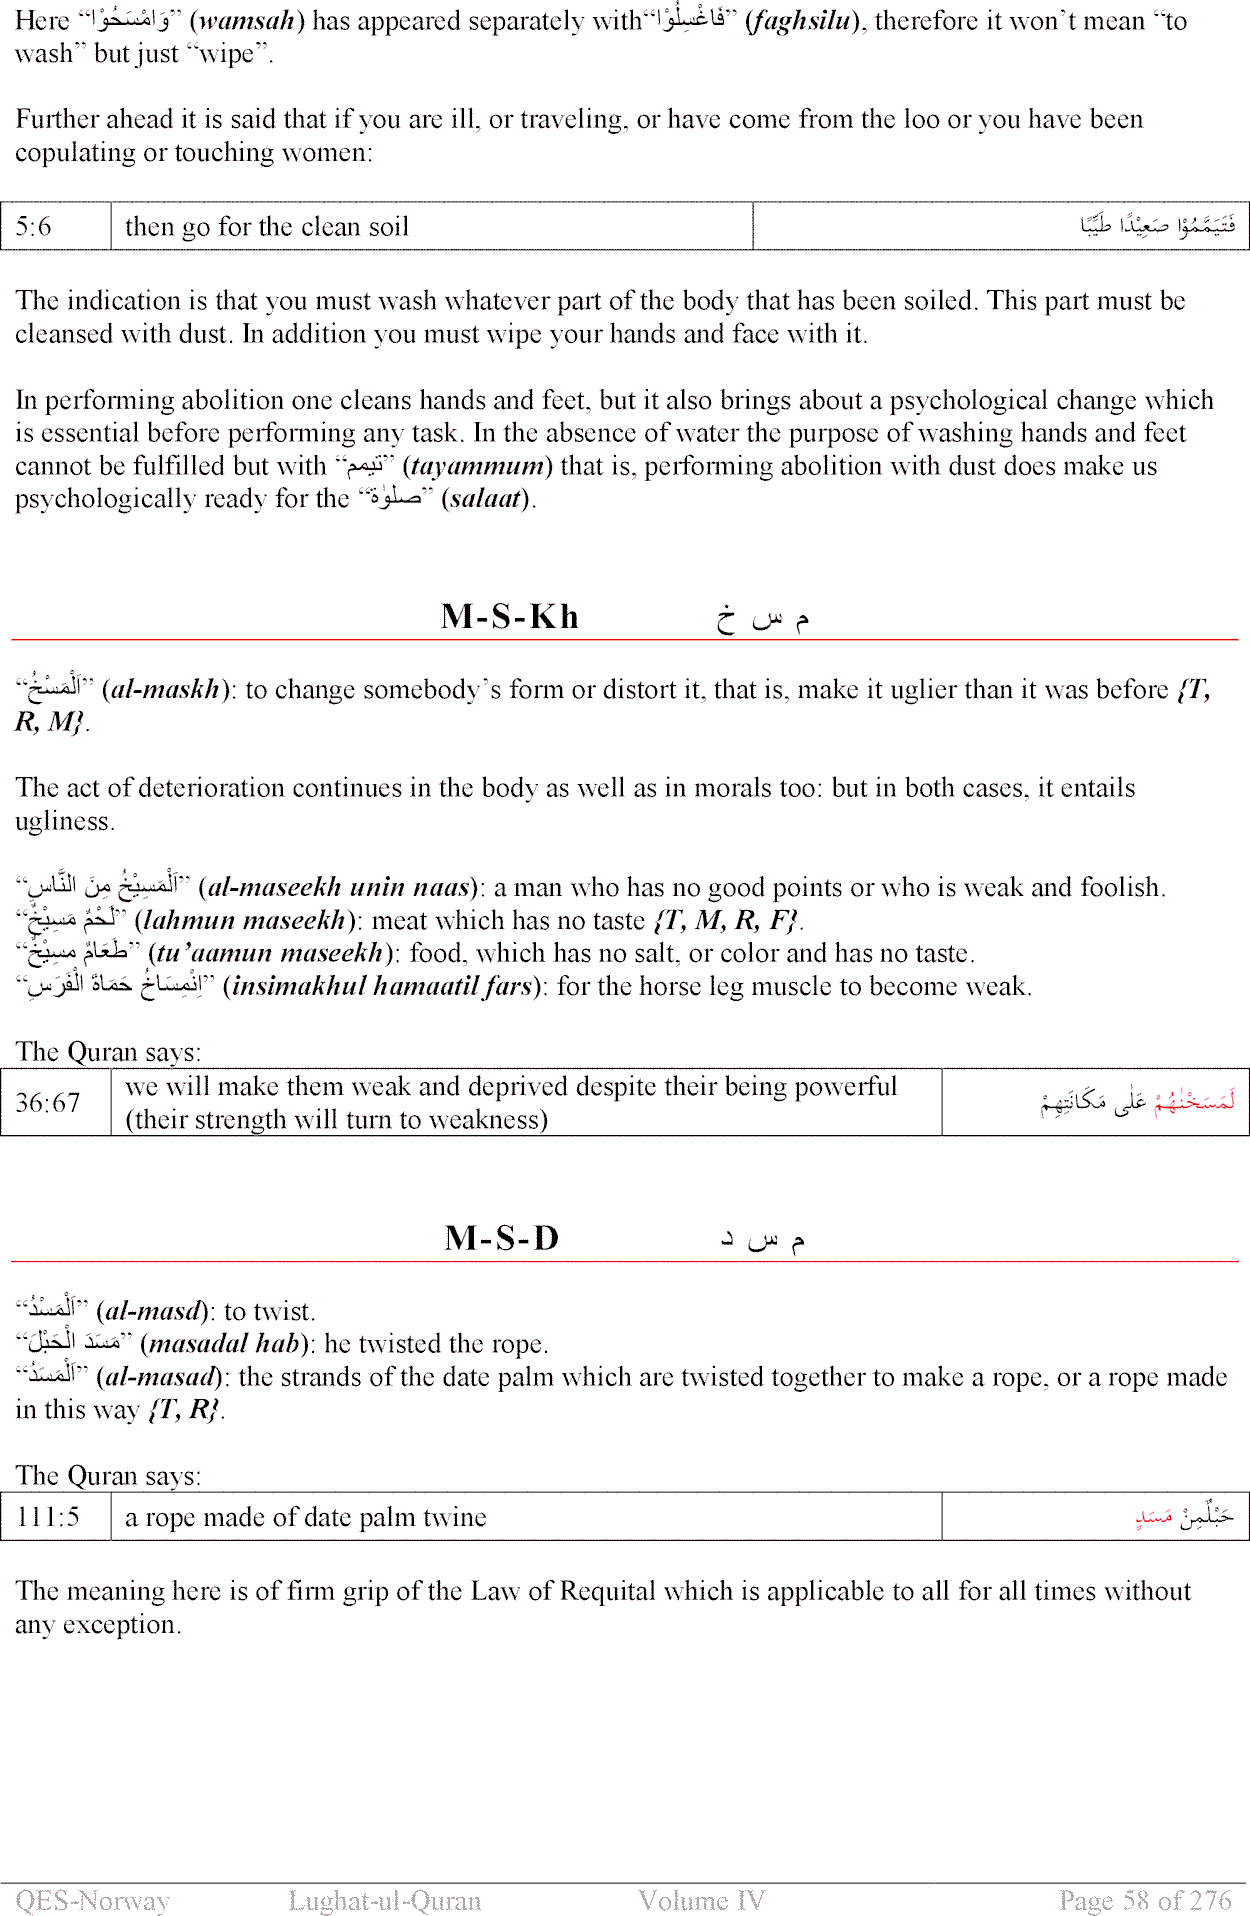 Here “وَامْسَحُوْا” (wamsah) has appeared separately with“فَاغْسِلُوْا” (faghsilu), therefore it won’t mean “to
wash” but just “wipe”.
Further ahead it is said that if you are ill, or traveling, or have come from the loo or you have been
copulating or touching women:
5:6 then go for the clean soil فَتَيَمَّمُوْا صَعِيْدًا طَيِّبًا
The indication is that you must wash whatever part of the body that has been soiled. This part must be
cleansed with dust. In addition you must wipe your hands and face with it.
In performing abolition one cleans hands and feet, but it also brings about a psychological change which
is essential before performing any task. In the absence of water the purpose of washing hands and feet
cannot be fulfilled but with “تیمم” (tayammum) that is, performing abolition with dust does make us
psychologically ready for the “صلوٰة” (salaat).
M-S-Kh م س خ
“اَلْمَسْخُ” (al-maskh): to change somebody’s form or distort it, that is, make it uglier than it was before {T,
R, M}.
The act of deterioration continues in the body as well as in morals too: but in both cases, it entails
ugliness.
“اَلْمَسِيْخُ مِنَ النَّاسِ” (al-maseekh unin naas): a man who has no good points or who is weak and foolish.
“لَحْمٌ مَسِيْخٌ” (lahmun maseekh): meat which has no taste {T, M, R, F}.
“طَعَامٌ مسِيْخٌ” (tu’aamun maseekh): food, which has no salt, or color and has no taste.
“اِنْمِسَاخُ حَمَاةَ الْفَرَسِ” (insimakhul hamaatil fars): for the horse leg muscle to become weak.
The Quran says:
36:67 we will make them weak and deprived despite their being powerful
(their strength will turn to weakness) لَمَسَخْنٰهُمْ عَلٰى مَكَانَتِهِمْ
M-S-D م س د
“اَلْمَسْدُ” (al-masd): to twist.
“مَسَدَ الْحَبْلَ” (masadal hab): he twisted the rope.
“اَلْمَسَدُ” (al-masad): the strands of the date palm which are twisted together to make a rope, or a rope made
in this way {T, R}.
The Quran says:
111:5 a rope made of date palm twine حَبْلٌمِنْ مَسَدٍ
The meaning here is of firm grip of the Law of Requital which is applicable to all for all times without
any exception.
QES-Norway Lughat-ul-Quran Volume IV Page 58 of 276